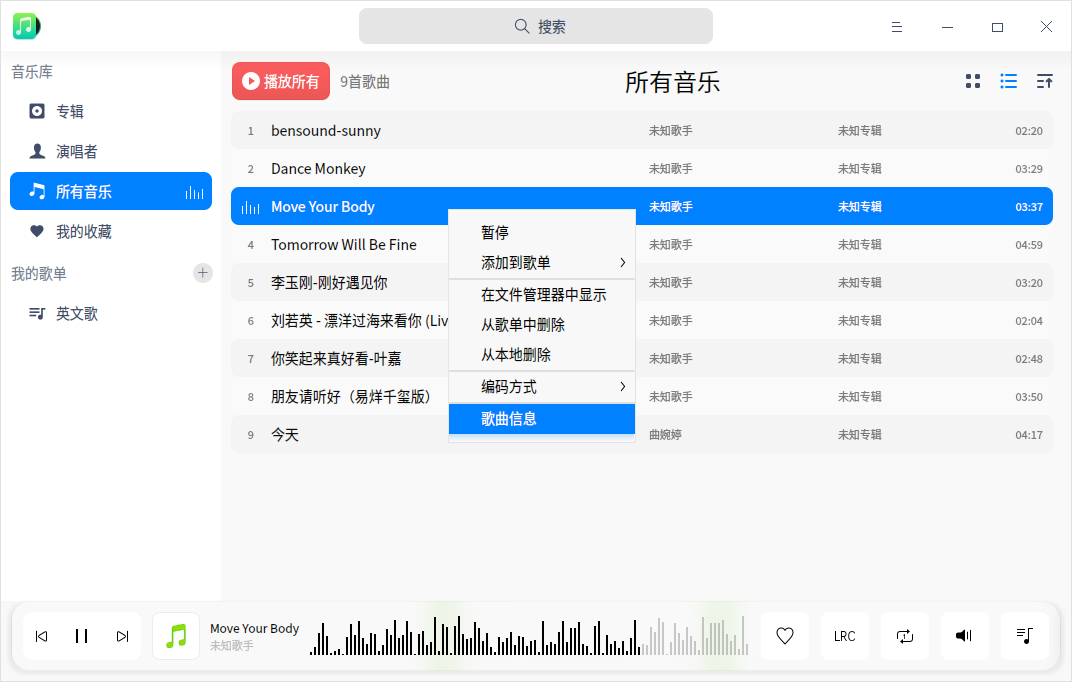 搜索
音乐库
专辑
演唱者
所有音乐
我的收藏
我的歌单
英文歌
播放所有 9首歌曲 所有音乐
1 bensound-sunny 未知歌手 未知专辑 02:20
2 Dance Monkey 未知歌手 未知专辑 03:29
Move Your Body 未知歌手 未知专辑 03:37
4 Tomorrow Will Be Fine 未知歌手 未知专辑 04:59
5 李玉刚-刚好遇见你 未知歌手 未知专辑 03:20
6 刘若英 - 漂洋过海来看你 (Liv 未知歌手 未知专辑 02:04
7 你笑起来真好看-叶嘉 未知歌手 未知专辑 02:48
8 朋友请听好（易烊千玺版） 未知歌手 未知专辑 03:50
9 今天 曲婉婷 未知专辑 04:17
暂停
添加到歌单
在文件管理器中显示
从歌单中删除
从本地删除
编码方式
歌曲信息
Move Your Body
未知歌手
LRC